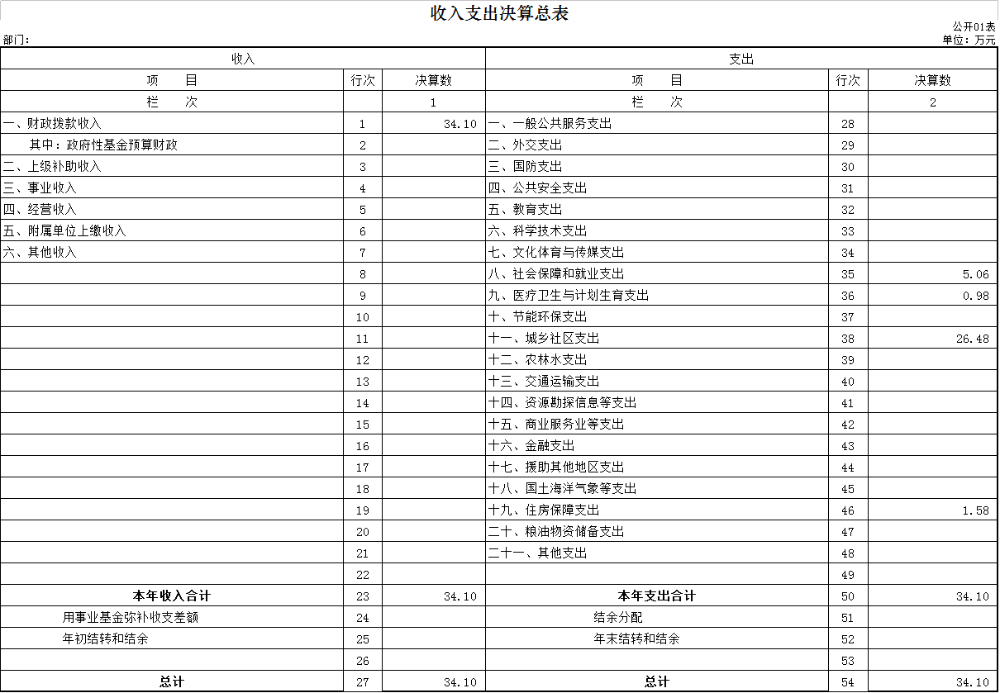 收入支出决算总表
公开01表
部门：
单位：万元
收入 支出
项 目 行次 决算数 项 目 行次 决算数
栏 次 1 栏 次 2
一、财政拨款收入 1 34.10 一、一般公共服务支出 28
其中：政府性基金预算财政 2 二、外交支出 29
二、上级补助收入 3 三、国防支出 30
三、事业收入 4 四、公共安全支出 31
四、经营收入 5 五、教育支出 32
五、附属单位上缴收入 6 六、科学技术支出 33
六、其他收入 7 七、文化体育与传媒支出 34
8 八、社会保障和就业支出 35 5.06
9 九、医疗卫生与计划生育支出 36 0.98
10 十、节能环保支出 37
11 十一、城乡社区支出 38 26.48
12 十二、农林水支出 39
13 十三、交通运输支出 40
14 十四、资源勘探信息等支出 41
15 十五、商业服务业等支出 42
16 十六、金融支出 43
17 十七、援助其他地区支出 44
18 十八、国土海洋气象等支出 45
19 十九、住房保障支出 46 1.58
20 二十、粮油物资储备支出 47
21 二十一、其他支出 48
22 49
本年收入合计 23 34.10 本年支出合计 50 34.10
用事业基金弥补收支差额 24 结余分配 51
年初结转和结余 25 年末结转和结余 52
26 53
总计 27 34.10 总计 54 34.10